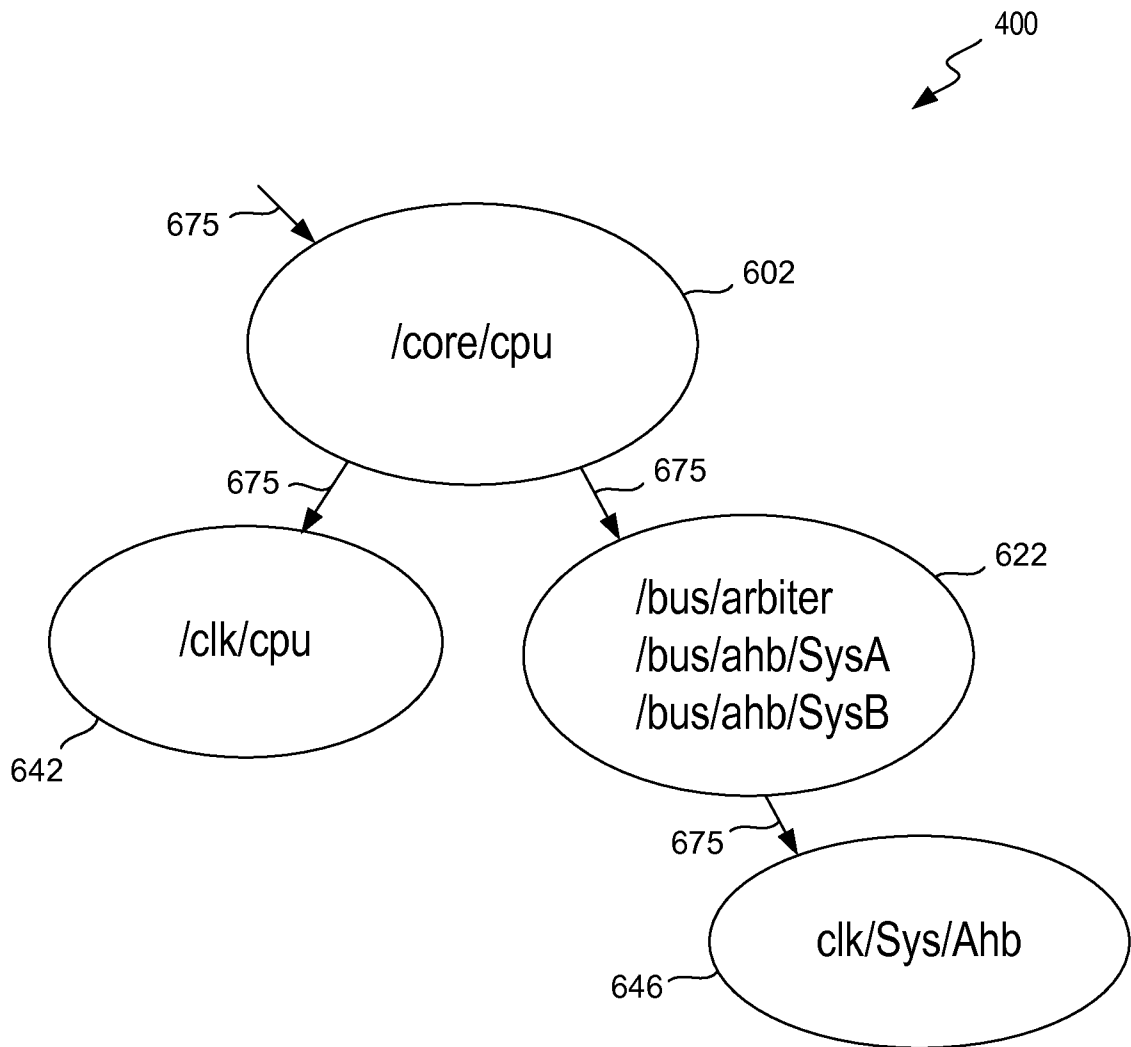 400
675
602
/core/cpu
675
675
622
/bus/arbiter
/bus/ahb/SysA
/bus/ahb/SysB
/clk/cpu
642
675
clk/Sys/Ahb
646